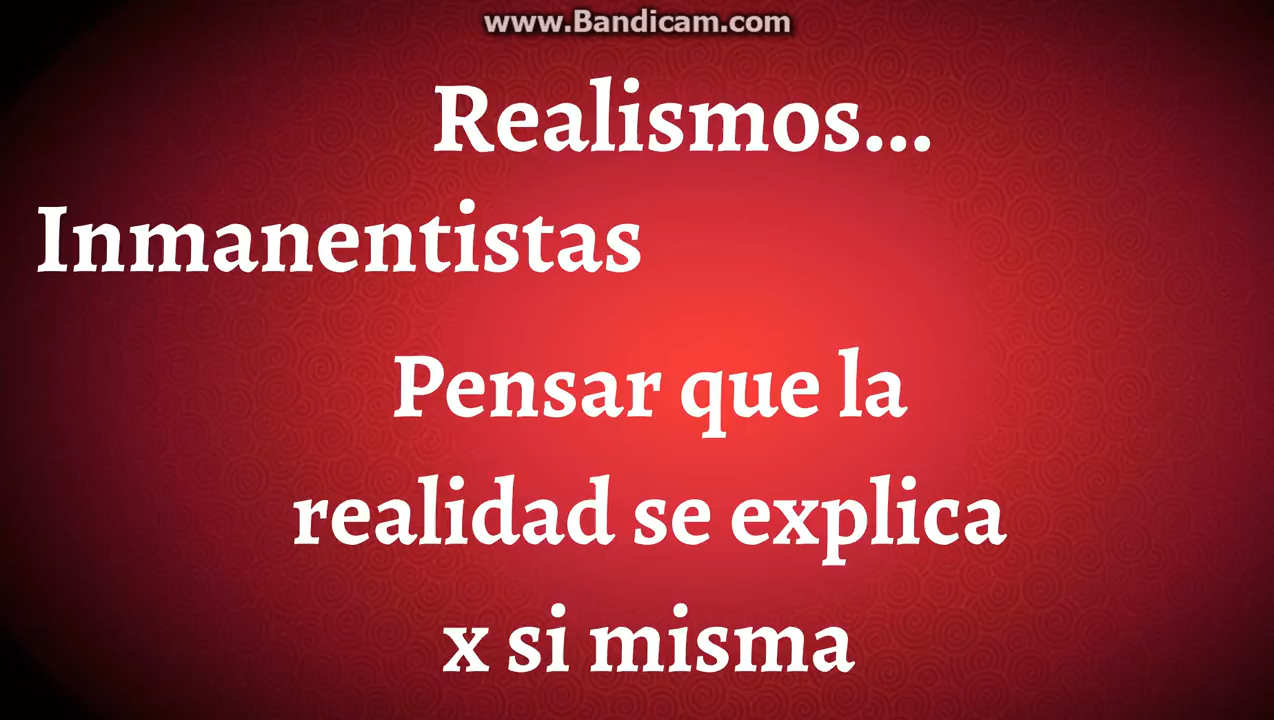 www.Bandicam.com
Realismos...
Inmanentistas
Pensar que la
realidad se explica
x si misma